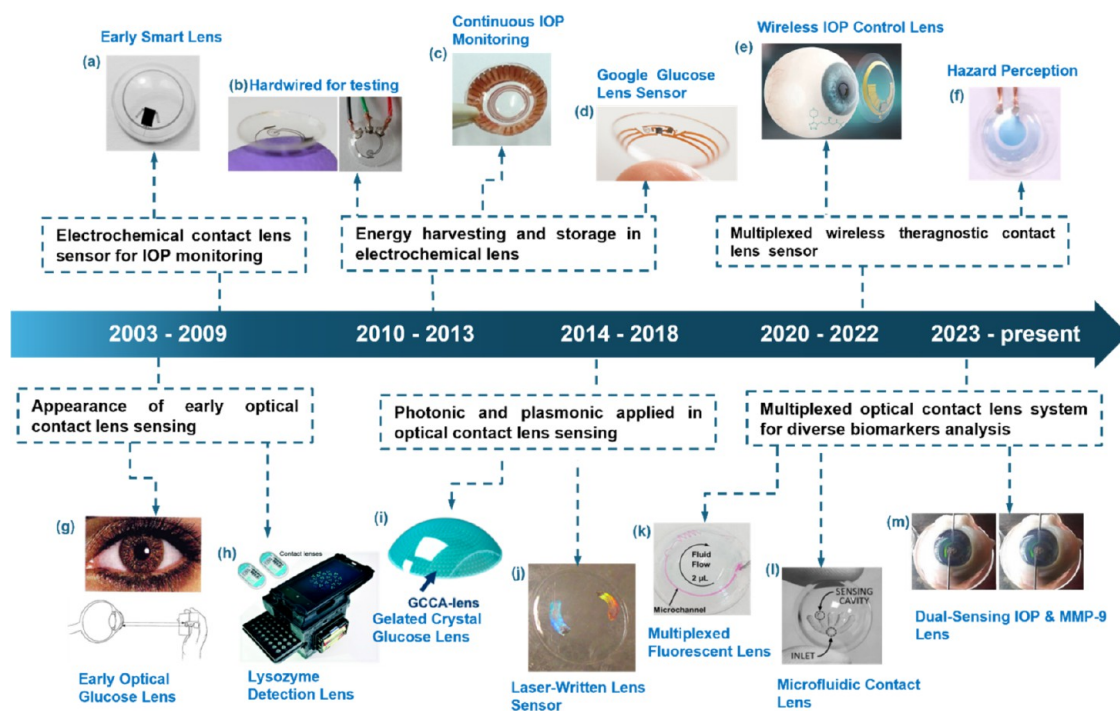 Early Smart Lens
(a)
(b) Hardwired for testing
Continuous IOP
Monitoring
(c)
Google Glucose
Lens Sensor
(d)
Wireless IOP Control Lens
(e)
Hazard Perception
(f)
Electrochemical contact lens
sensor for IOP monitoring
Energy harvesting and storage in
electrochemical lens
Multiplexed wireless theragnostic contact
lens sensor
2003 - 2009
2010 - 2013
2014 - 2018
2020 - 2022
2023 - present
Appearance of early optical
contact lens sensing
Photonic and plasmonic applied in
optical contact lens sensing
Multiplexed optical contact lens system
for diverse biomarkers analysis
(g)
Early Optical
Glucose Lens
(h)
Contact lenses
Lysozyme
Detection Lens
(i)
GCCA-lens
Gelated Crystal
Glucose Lens
(j)
Laser-Written Lens
Sensor
(k)
Fluid
Flow
2 µL
Microchannel
Multiplexed
Fluorescent Lens
(l)
SENSING
CAVITY
INLET
Microfluidic Contact
Lens
(m)
Dual-Sensing IOP & MMP-9
Lens